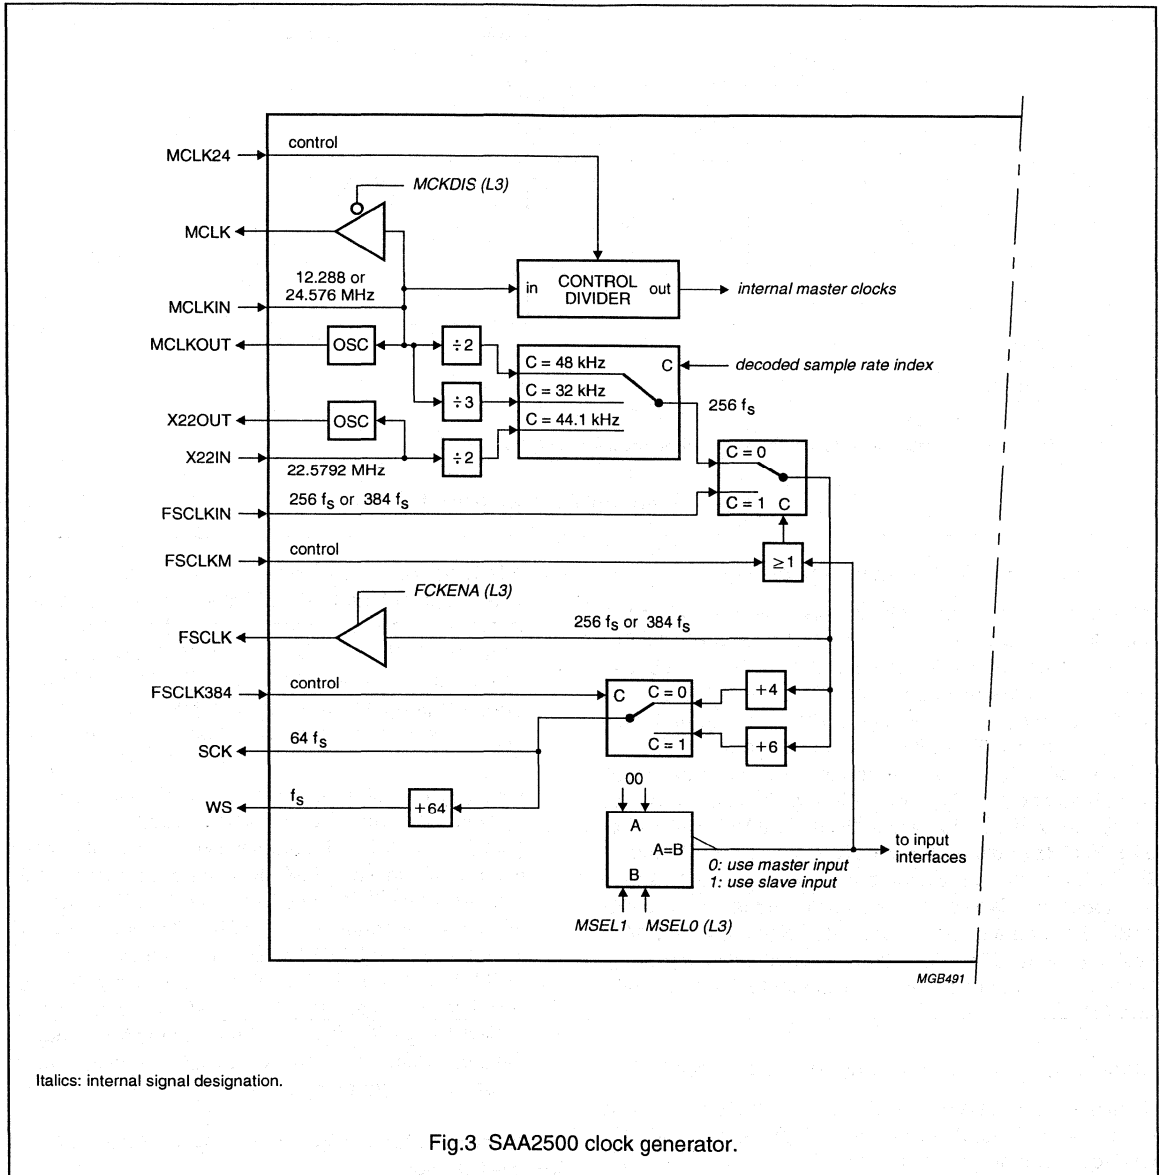 MCLK24
control
MCKDIS (L3)
MCLK
12.288 or
24.576 MHz
in
CONTROL
DIVIDER
out
internal master clocks
MCLKIN
MCLKOUT
OSC
÷2
C = 48 kHz
C
decoded sample rate index
÷3
C = 32 kHz
256 fs
X22OUT
OSC
C = 44.1 kHz
X22IN
÷2
22.5792 MHz
C = 0
256 fs or 384 fs
FSCLKIN
C = 1 C
FSCLKM
control
≥1
FCKENA (L3)
FSCLK
256 fs or 384 fs
FSCLK384
control
C
C = 0
+4
SCK
64 fs
C = 1
+6
00
WS
fs
+64
A
A=B
to input
interfaces
0: use master input
1: use slave input
B
MSEL1
MSEL0 (L3)
MGB491
Italics: internal signal designation.
Fig.3 SAA2500 clock generator.